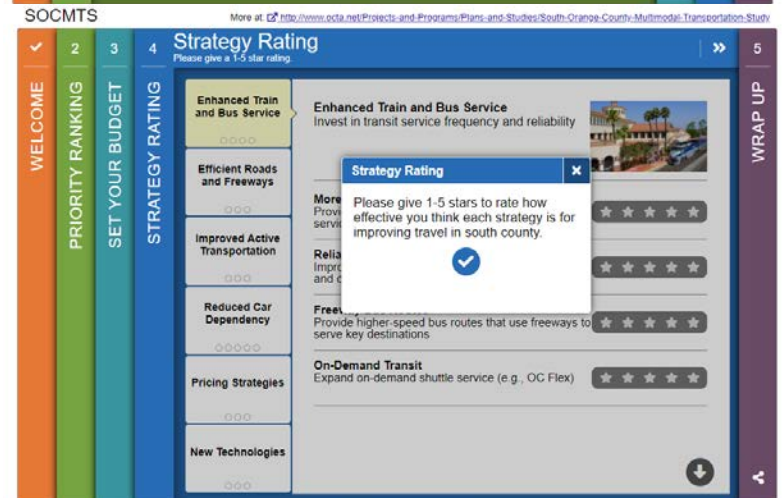 SOCMTS
More at: http://www.octa.net/Projects-and-Programs/Plans-and-Studies/South-Orange-County-Multimodal-Transportation-Study
WELCOME
2
PRIORITY RANKING
3
SET YOUR BUDGET
4
STRATEGY RATING
Strategy Rating
Please give a 1-5 star rating.
»
5
WRAP UP
Enhanced Train
and Bus Service
Efficient Roads
and Freeways
Improved Active
Transportation
Reduced Car
Dependency
Pricing Strategies
New Technologies
Enhanced Train and Bus Service
Invest in transit service frequency and reliability
Strategy Rating
Please give 1-5 stars to rate how
effective you think each strategy is for
improving travel in south county.
More
Provi
servic
Relia
Impro
and
Provide higher-speed bus routes that use freeways to
serve key destinations
On-Demand Transit
Expand on-demand shuttle service (e.g., OC Flex)